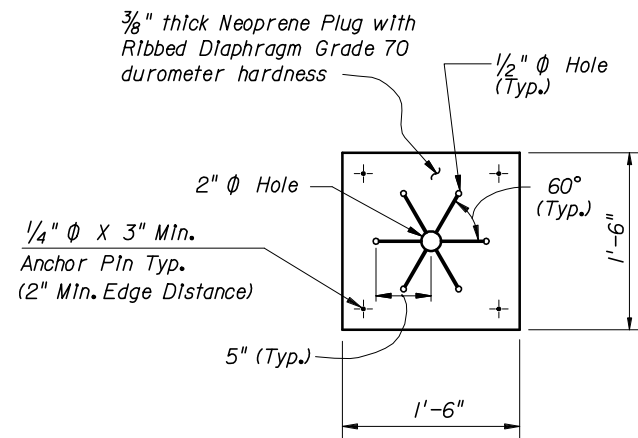 ⅜" thick Neoprene Plug with
Ribbed Diaphragm Grade 70
durometer hardness
½" Φ Hole
(Typ.)
2" Φ Hole
60°
(Typ.)
¼" Φ X 3" Min.
Anchor Pin Typ.
(2" Min. Edge Distance)
1'-6"
5" (Typ.)
1'-6"